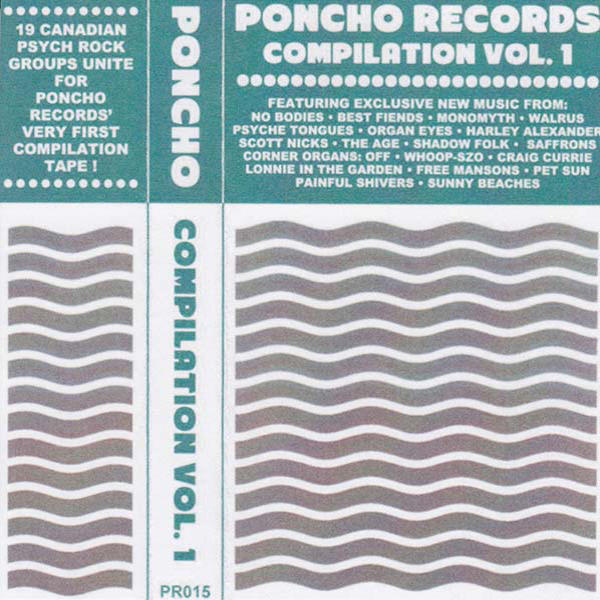 19 CANADIAN
PSYCH ROCK
GROUPS UNITE
FOR
PONCHO
RECORDS'
VERY FIRST
COMPILATION
TAPE !
PONCHO COMPILATION VOL. 1
PR015
PONCHO RECORDS
COMPILATION VOL. 1
FEATURING EXCLUSIVE NEW MUSIC FROM:
NO BODIES • BEST FIENDS • MONOMYTH • WALRUS
PSYCHE TONGUES • ORGAN EYES • HARLEY ALEXANDER
SCOTT NICKS • THE AGE • SHADOW FOLK • SAFFRONS
CORNER ORGANS: OFF • WHOOP-SZO • CRAIG CURRIE
LONNIE IN THE GARDEN • FREE MANSONS • PET SUN
PAINFUL SHIVERS • SUNNY BEACHES